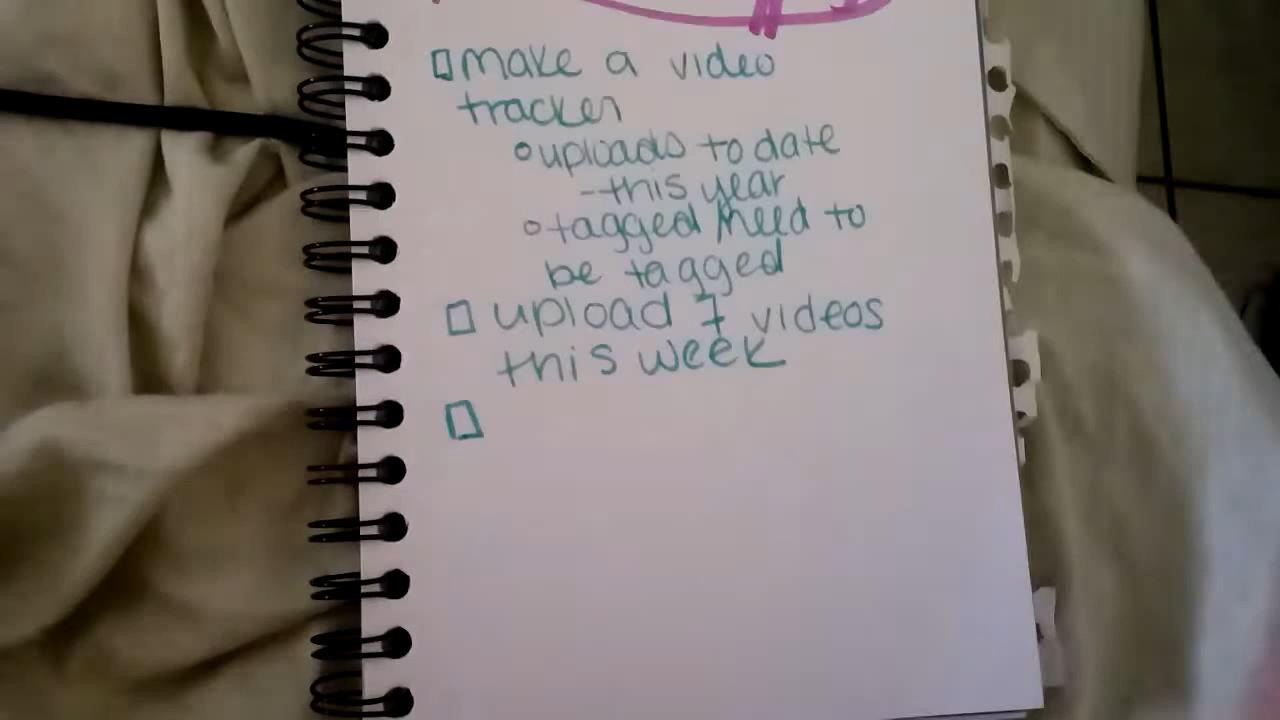 make a video
tracker
uploads to date
- this year
tagged / need to
be tagged
upload 7 videos
this week